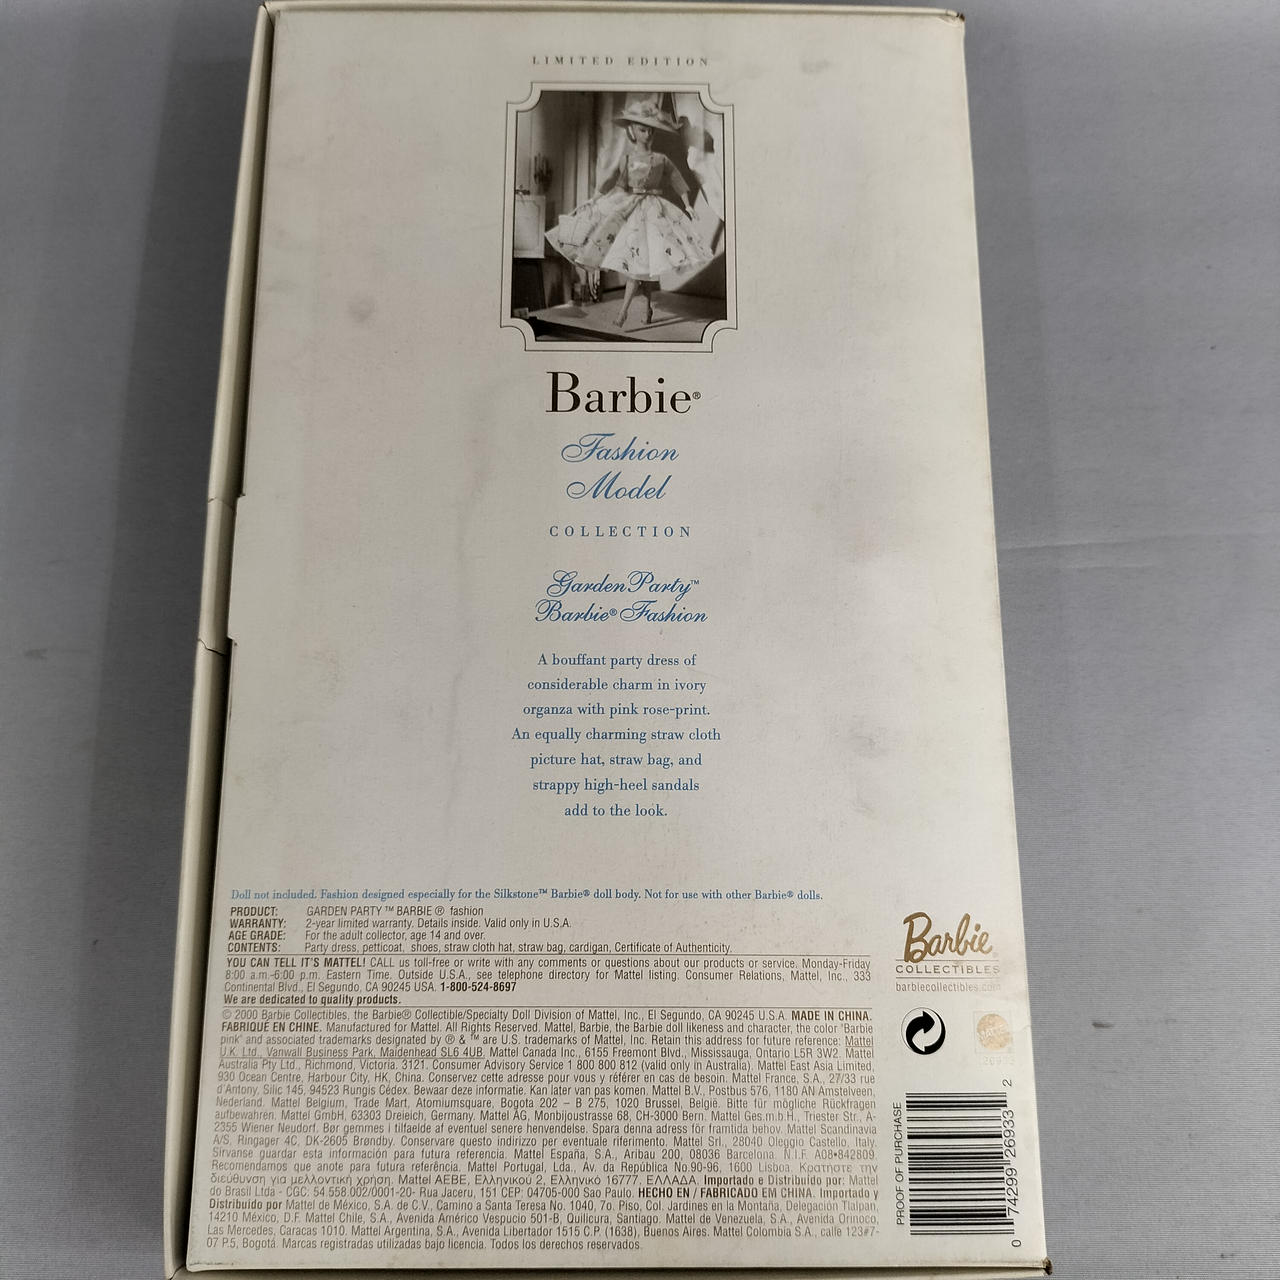 LIMITED EDITION
Barbie®
Fashion
Model
COLLECTION
Garden Party™
Barbie® Fashion
A bouffant party dress of
considerable charm in ivory
organza with pink rose-print.
An equally charming straw cloth
picture hat, straw bag, and
strappy high-heel sandals
add to the look.
Doll not included. Fashion designed especially for the Silkstone™ Barbie® doll body. Not for use with other Barbie® dolls.
PRODUCT: GARDEN PARTY™ BARBIE® fashion
WARRANTY: 2-year limited warranty. Details inside. Valid only in U.S.A.
AGE GRADE: For the adult collector, age 14 and over.
CONTENTS: Party dress, petticoat, shoes, straw cloth hat, straw bag, cardigan, Certificate of Authenticity.
YOU CAN TELL IT'S MATTEL! CALL us toll-free or write with any comments or questions about our products or service. Monday-Friday
8:00 a.m.-6:00 p.m. Eastern Time. Outside U.S.A., see telephone directory for Mattel listing. Consumer Relations, Mattel, Inc., 333
Continental Blvd., El Segundo, CA 90245 USA. 1-800-524-8697
We are dedicated to quality products.
© 2000 Barbie Collectibles, the Barbie® Collectible/Specialty Doll Division of Mattel, Inc., El Segundo, CA 90245 U.S.A. MADE IN CHINA.
FABRIQUÉ EN CHINE. Manufactured for Mattel. All Rights Reserved. Mattel, Barbie, the Barbie doll likeness and character, the color "Barbie
pink" and associated trademarks designated by ® & ™ are U.S. trademarks of Mattel, Inc. Retain this address for future reference: Mattel
U.K. Ltd., Vanwall Business Park, Maidenhead SL6 4UB. Mattel Canada Inc., 6155 Freemont Blvd., Mississauga, Ontario L5R 3W2. Mattel
Australia Pty Ltd., Richmond, Victoria. 3121. Consumer Advisory Service 1 800 800 812 (valid only in Australia). Mattel East Asia Limited,
930 Ocean Centre, Harbour City, HK, China. Conservez cette adresse pour vous y référer en cas de besoin. Mattel France, S.A., 27/33 rue
d'Antony, Silic 145, 94523 Rungis Cédex. Bewaar deze informatie. Kan later van pas komen. Mattel B.V., Postbus 576, 1180 AN Amstelveen,
Nederland. Mattel Belgium, Trade Mart, Atomiumsquare, Bogota 202 – B 275, 1020 Brussel, België. Bitte für mögliche Rückfragen
aufbewahren. Mattel GmbH, 63303 Dreieich, Germany. Mattel AG, Monbijoustrasse 68, CH-3000 Bern. Mattel Ges.m.b.H., Triester Str., A-
2355 Wiener Neudorf. Bør gemmes i tilfælde af eventuel senere henvendelse. Spara denna adress för framtida behov. Mattel Scandinavia
A/S, Ringager 4C, DK-2605 Brøndby. Conservare questo indirizzo per eventuale riferimento. Mattel Srl., 28040 Oleggio Castello, Italy.
Sírvanse guardar esta información para futura referencia. Mattel España, S.A., Aribau 200, 08036 Barcelona. N.I.F. A08•842809.
Recomendamos que anote para futura referência. Mattel Portugal, Lda., Av. da República No.90-96, 1600 Lisboa. Κρατήστε την
διεύθυνση για μελλοντική χρήση. Mattel AEBE, Ελληνικού 2, Ελληνικό 16777, ΕΛΛΑΔΑ. Importado e Distribuido por: Mattel
do Brasil Ltda - CGC: 54.558.002/0001-20- Rua Jaceru, 151 CEP: 04705-000 Sao Paulo. HECHO EN / FABRICADO EM CHINA. Importado y
Distribuido por Mattel de México, S.A. de C.V., Camino a Santa Teresa No. 1040, 7o. Piso, Col. Jardines en la Montaña, Delegación Tlalpan,
14210 México, D.F. Mattel Chile, S.A., Avenida Américo Vespucio 501-B, Quilicura, Santiago. Mattel de Venezuela, S.A., Avenida Orinoco,
Las Mercedes, Caracas 1010. Mattel Argentina, S.A., Avenida Libertador 1515 C.P. (1638), Buenos Aires. Mattel Colombia S.A., calle 123#7-
07 P.5, Bogotá. Marcas registradas utilizadas bajo licencia. Todos los derechos reservados.
Barbie®
COLLECTIBLES
barbiecollectibles.com
PROOF OF PURCHASE
0 74299 26933 2